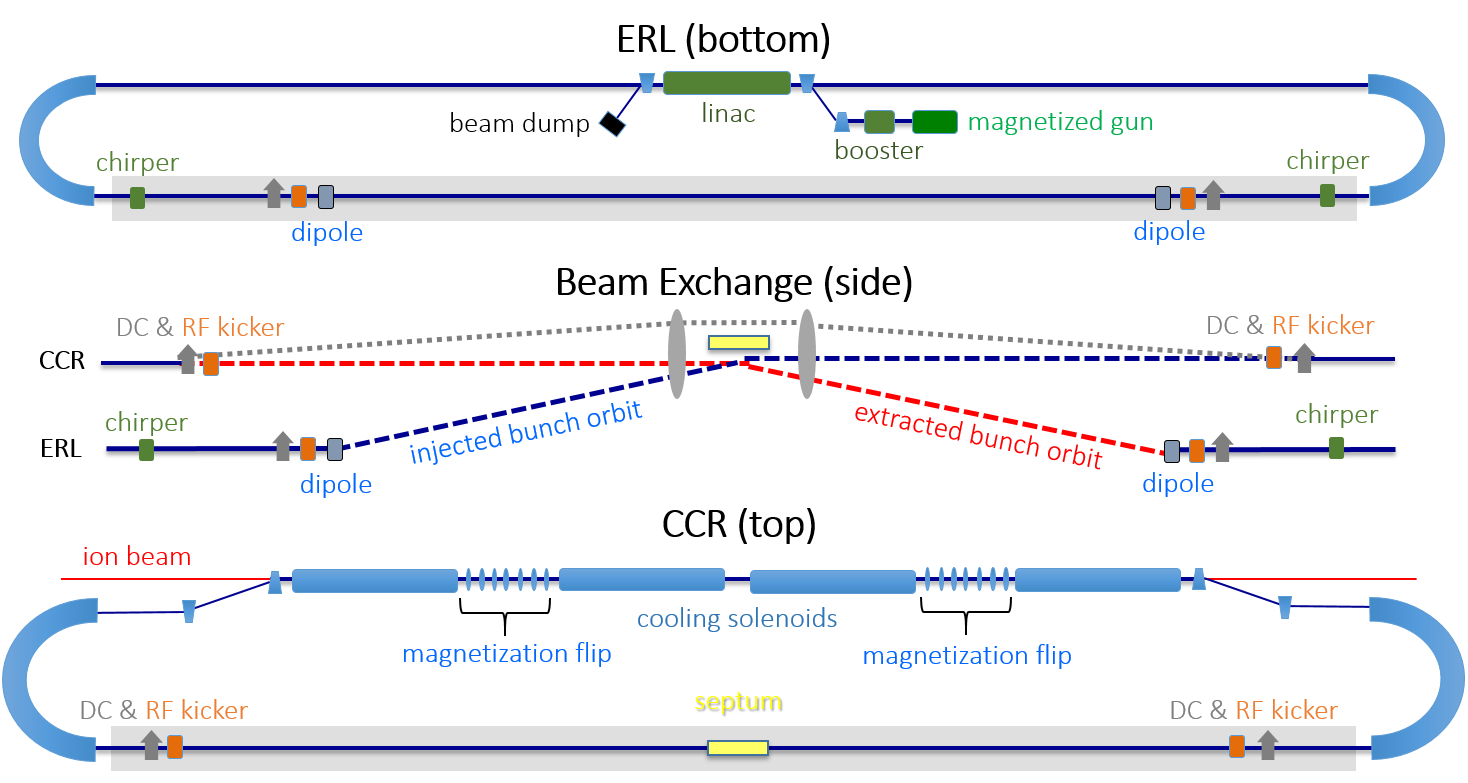 ERL (bottom)
linac
beam dump
magnetized gun
booster
chirper
chirper
dipole
dipole
Beam Exchange (side)
DC & RF kicker
DC & RF kicker
CCR
chirper
injected bunch orbit
extracted bunch orbit
chirper
ERL
dipole
dipole
CCR (top)
ion beam
cooling solenoids
magnetization flip
magnetization flip
septum
DC & RF kicker
DC & RF kicker